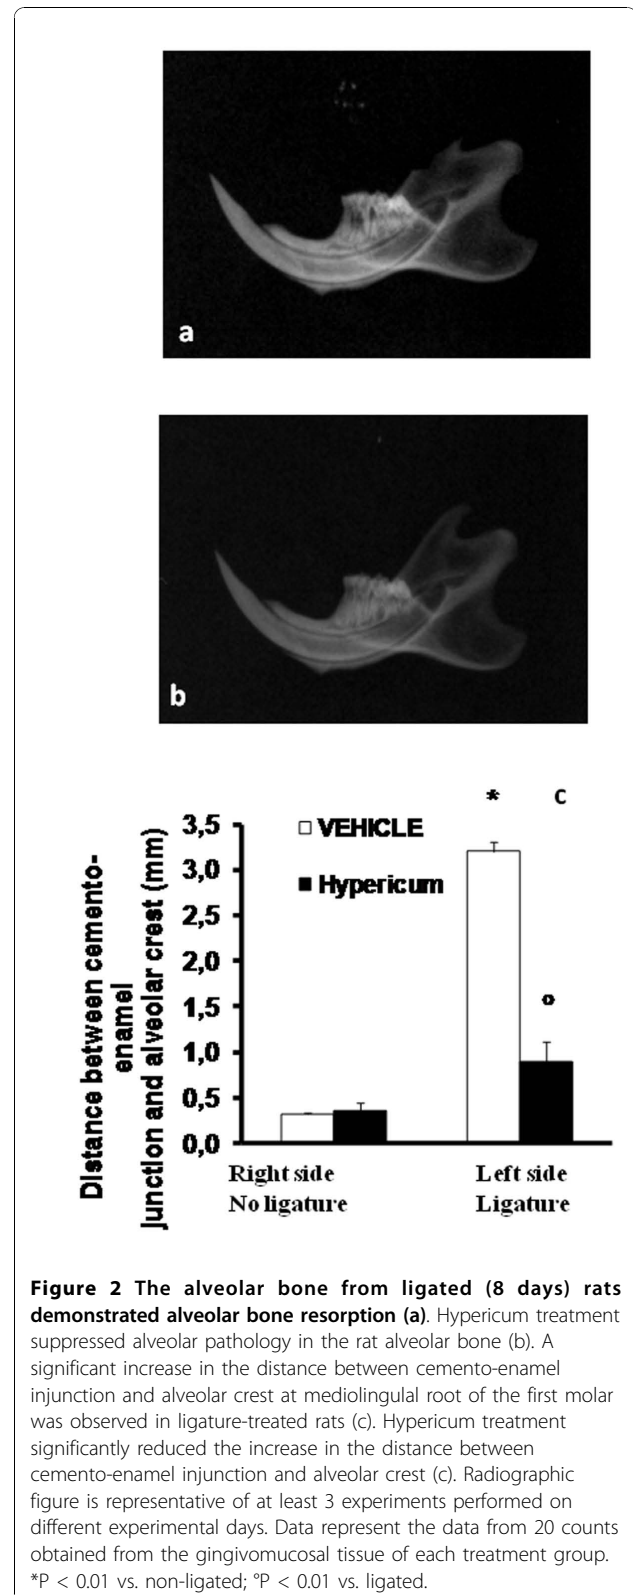 a
b
* c
3,5
VEHICLE
3,0
Hypericum
2,5
2,0
1,5
°
1,0
0,5
0,0
Distance between cemento-
enamel
junction and alveolar crest (mm)
Right side
No ligature
Left side
Ligature
Figure 2 The alveolar bone from ligated (8 days) rats
demonstrated alveolar bone resorption (a). Hypericum treatment
suppressed alveolar pathology in the rat alveolar bone (b). A
significant increase in the distance between cemento-enamel
injunction and alveolar crest at mediolingulal root of the first molar
was observed in ligature-treated rats (c). Hypericum treatment
significantly reduced the increase in the distance between
cemento-enamel injunction and alveolar crest (c). Radiographic
figure is representative of at least 3 experiments performed on
different experimental days. Data represent the data from 20 counts
obtained from the gingivomucosal tissue of each treatment group.
*P < 0.01 vs. non-ligated; °P < 0.01 vs. ligated.